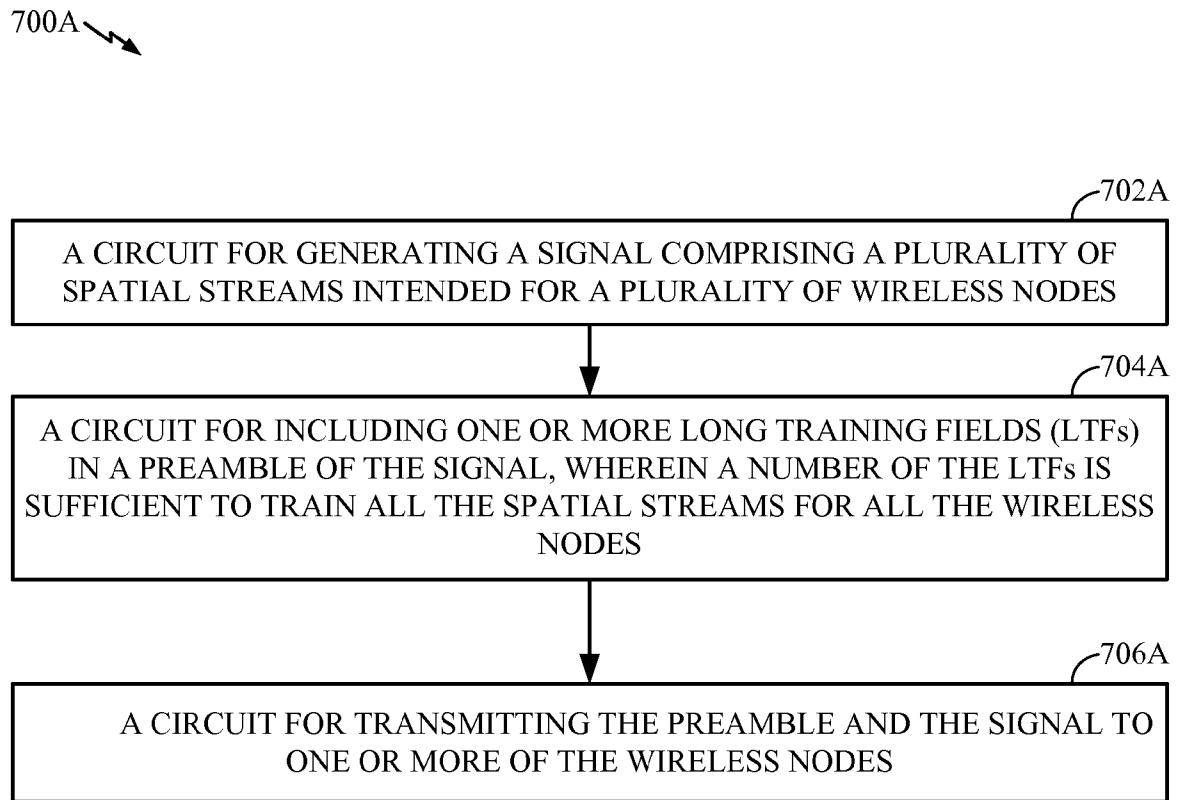 700A
702A
A CIRCUIT FOR GENERATING A SIGNAL COMPRISING A PLURALITY OF
SPATIAL STREAMS INTENDED FOR A PLURALITY OF WIRELESS NODES
704A
A CIRCUIT FOR INCLUDING ONE OR MORE LONG TRAINING FIELDS (LTFs)
IN A PREAMBLE OF THE SIGNAL, WHEREIN A NUMBER OF THE LTFs IS
SUFFICIENT TO TRAIN ALL THE SPATIAL STREAMS FOR ALL THE WIRELESS
NODES
706A
A CIRCUIT FOR TRANSMITTING THE PREAMBLE AND THE SIGNAL TO
ONE OR MORE OF THE WIRELESS NODES